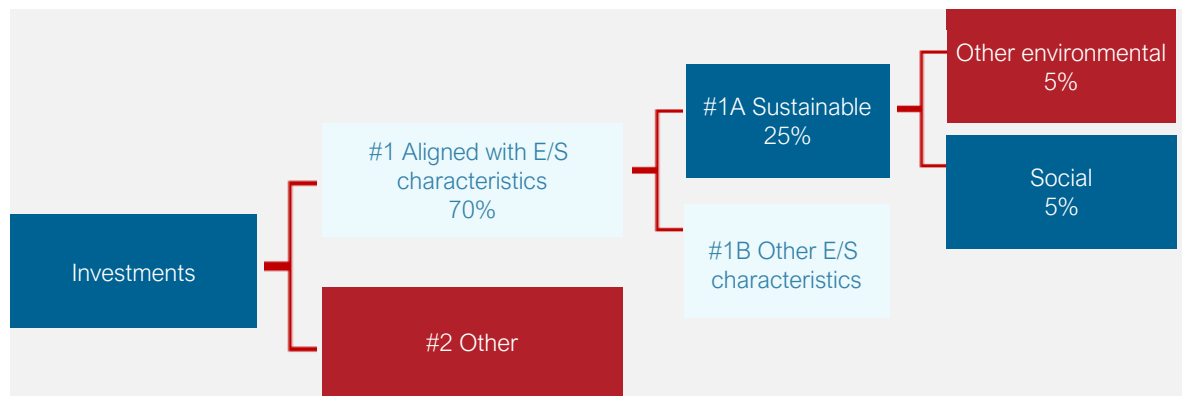 Investments
#1 Aligned with E/S
characteristics
70%
#2 Other
#1A Sustainable
25%
#1B Other E/S
characteristics
Other environmental
5%
Social
5%